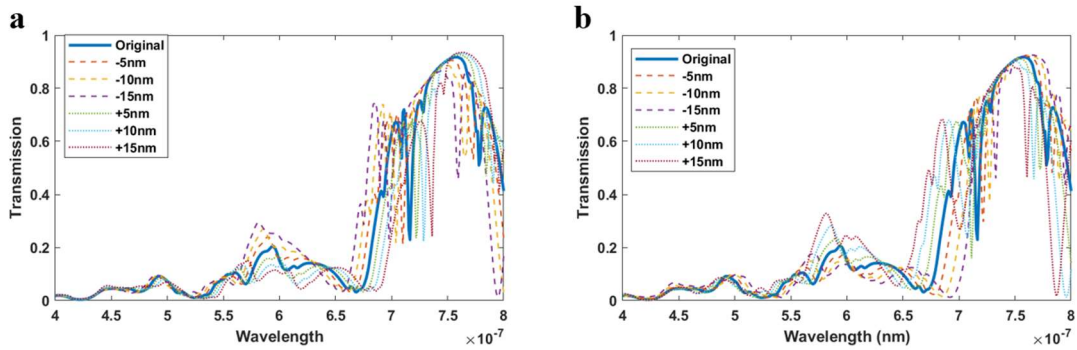 a
Transmission
1
0.8
0.6
0.4
0.2
0
Original
-5nm
-10nm
-15nm
+5nm
+10nm
+15nm
4 4.5 5 5.5 6 6.5 7 7.5 8
Wavelength
×10⁻⁷
b
Transmission
1
0.8
0.6
0.4
0.2
0
Original
-5nm
-10nm
-15nm
+5nm
+10nm
+15nm
4 4.5 5 5.5 6 6.5 7 7.5 8
Wavelength (nm)
×10⁻⁷